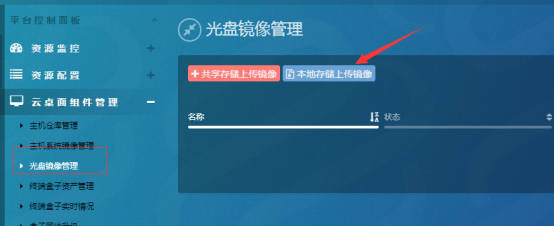 平台控制面板
资源监控
资源配置
云桌面组件管理
主机仓库管理
主机系统镜像管理
光盘镜像管理
终端盒子资产管理
终端盒子实时情况
光盘镜像管理
共享存储上传镜像 本地存储上传镜像
名称 状态